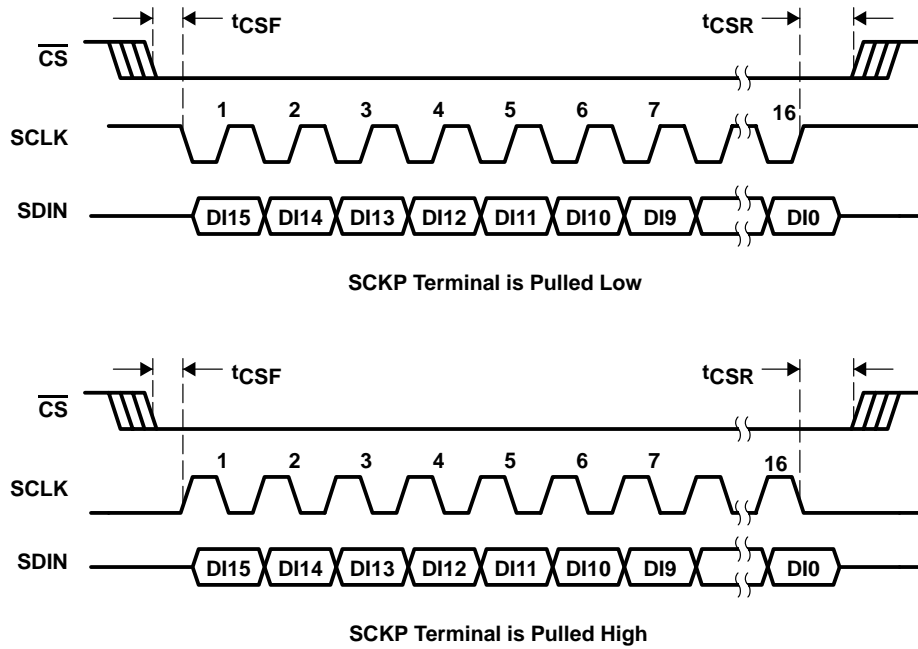 tCSF tCSR
CS
1 2 3 4 5 6 7 16
SCLK
SDIN DI15 DI14 DI13 DI12 DI11 DI10 DI9 DI0
SCKP Terminal is Pulled Low
tCSF tCSR
CS
1 2 3 4 5 6 7 16
SCLK
SDIN DI15 DI14 DI13 DI12 DI11 DI10 DI9 DI0
SCKP Terminal is Pulled High